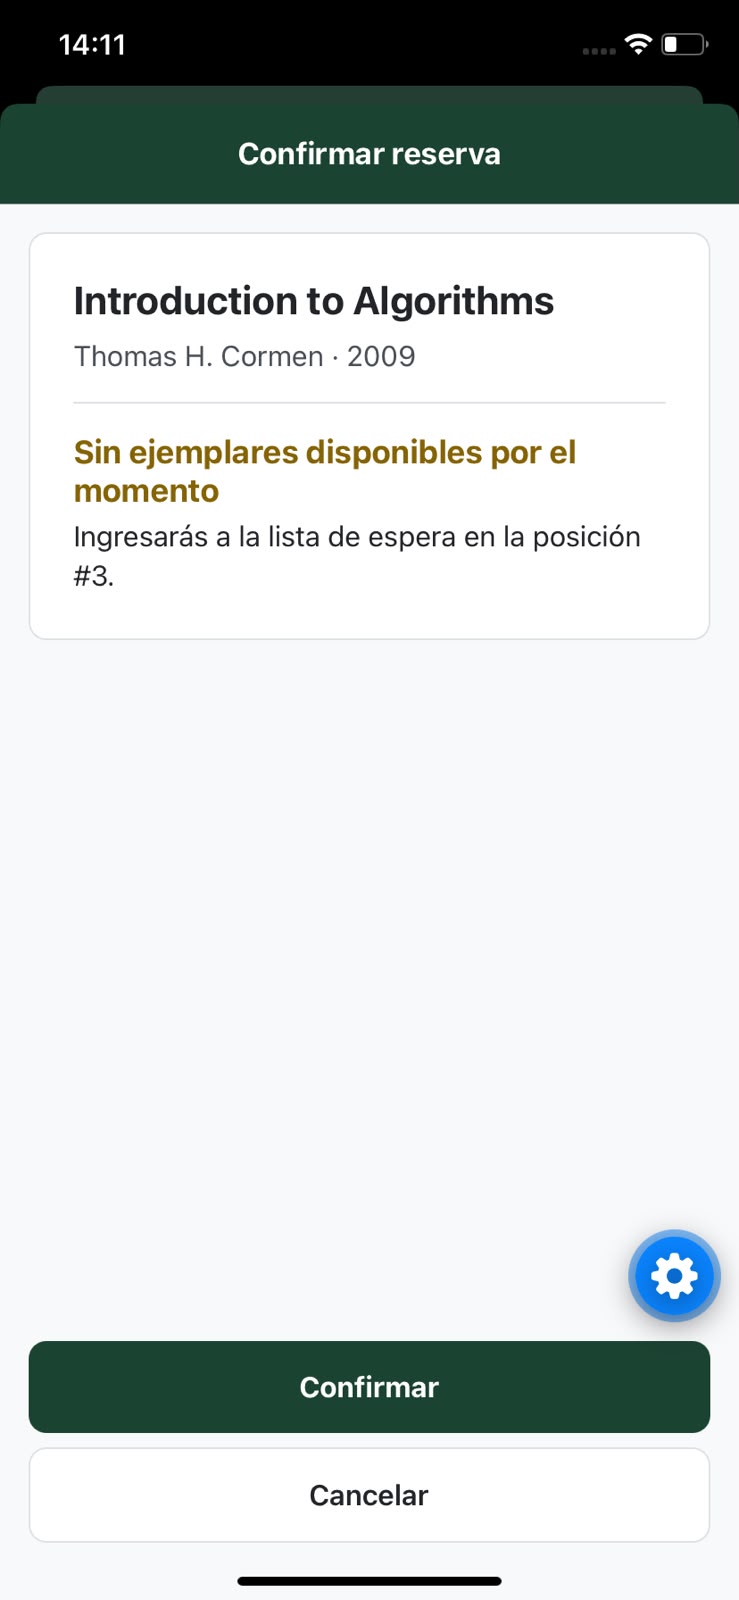 14:11
Confirmar reserva
Introduction to Algorithms
Thomas H. Cormen · 2009
Sin ejemplares disponibles por el
momento
Ingresarás a la lista de espera en la posición
#3.
Confirmar
Cancelar